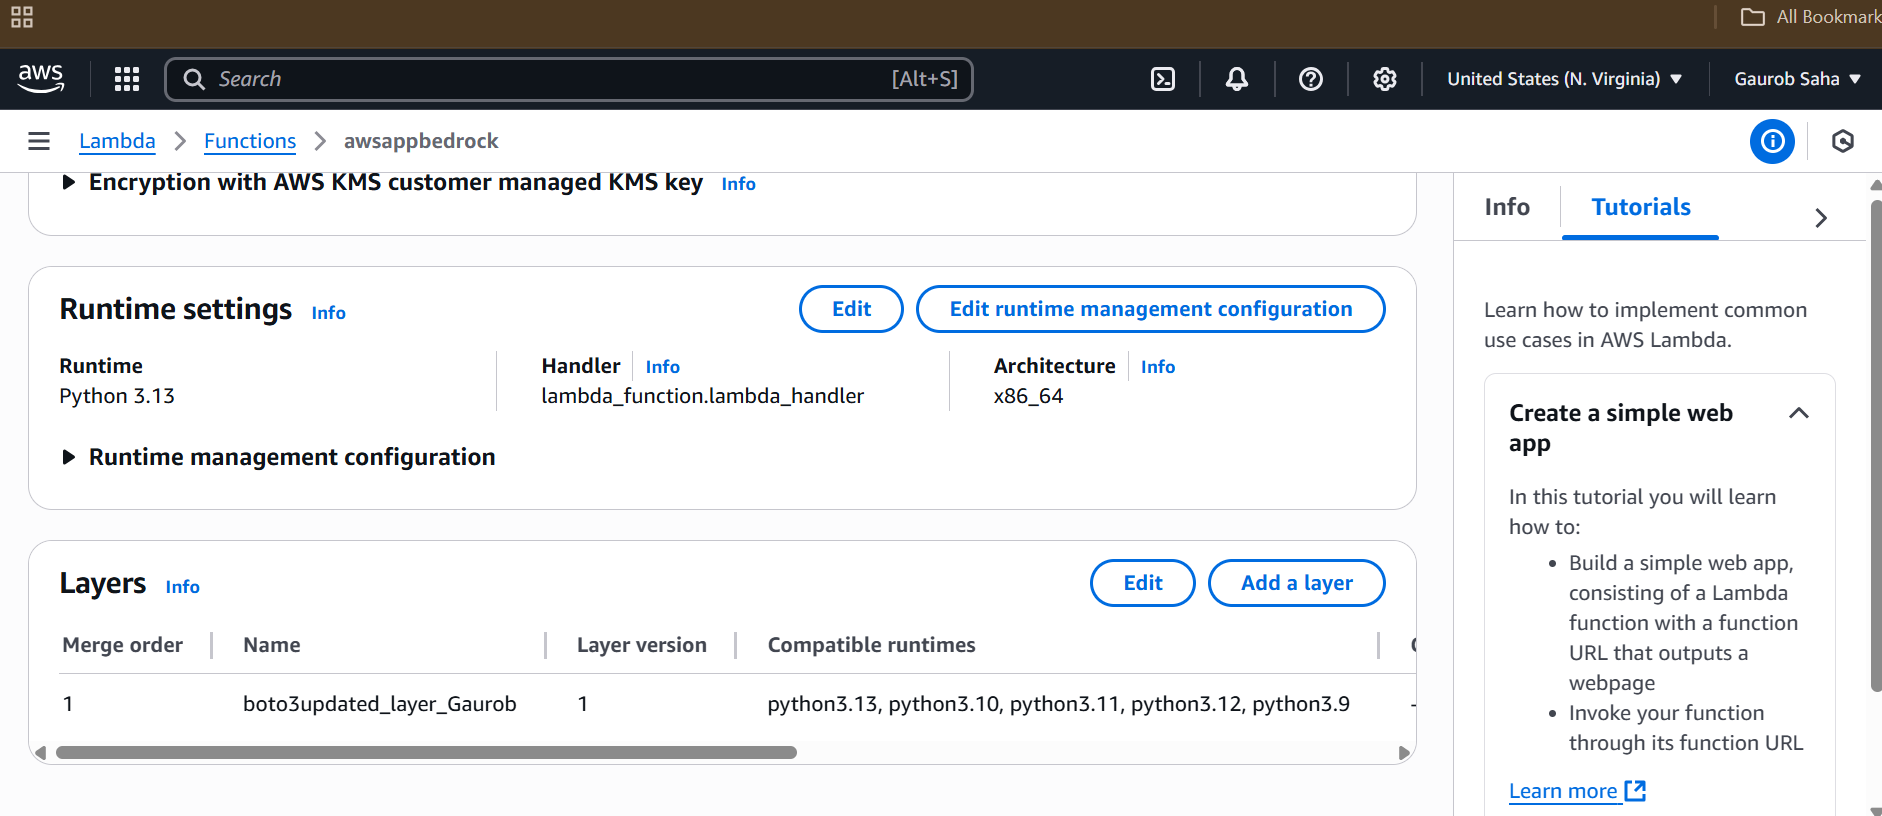 All Bookmark
aws
Search [Alt+S]
United States (N. Virginia)
Gaurob Saha
Lambda
Functions
awsappbedrock
Encryption with AWS KMS customer managed KMS key Info
Runtime settings Info
Edit
Edit runtime management configuration
Runtime
Python 3.13
Handler Info
lambda_function.lambda_handler
Architecture Info
x86_64
Runtime management configuration
Layers Info
Edit
Add a layer
Merge order Name Layer version Compatible runtimes
1 boto3updated_layer_Gaurob 1 python3.13, python3.10, python3.11, python3.12, python3.9 -
Info
Tutorials
Learn how to implement common
use cases in AWS Lambda.
Create a simple web
app
In this tutorial you will learn
how to:
• Build a simple web app,
consisting of a Lambda
function with a function
URL that outputs a
webpage
• Invoke your function
through its function URL
Learn more